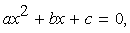 ax² + bx + c = 0,